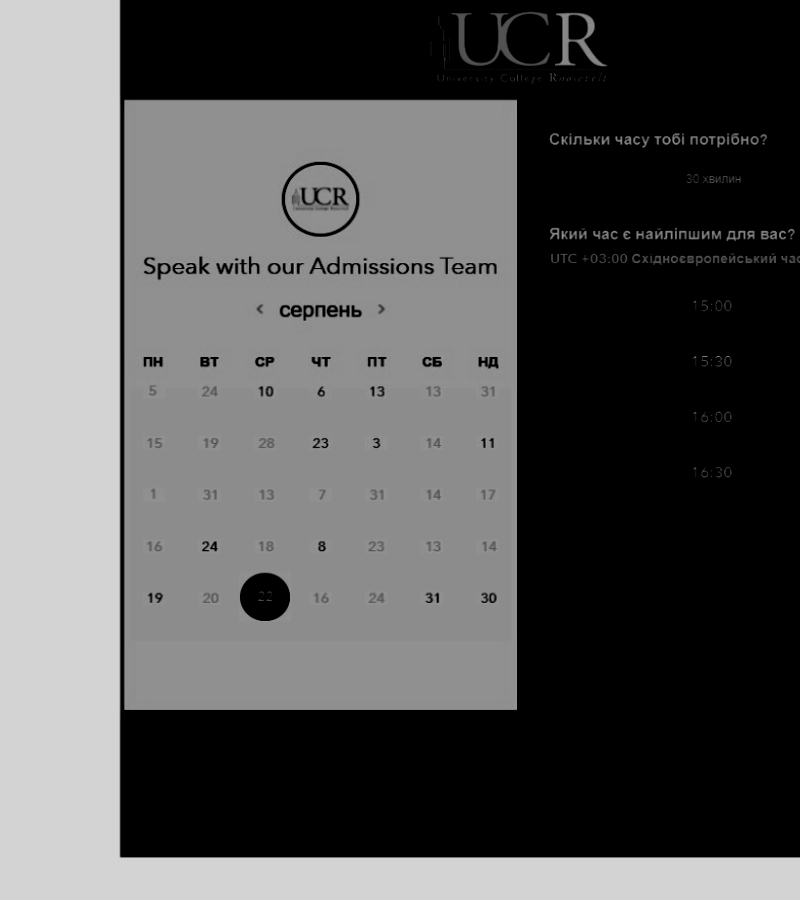 UCR
University College Roosevelt
UCR
University College Roosevelt
Speak with our Admissions Team
< серпень >
ПН ВТ СР ЧТ ПТ СБ НД
5 24 10 6 13 13 31
15 19 28 23 3 14 11
1 31 13 7 31 14 17
16 24 18 8 23 13 14
19 20 22 16 24 31 30
Скільки часу тобі потрібно?
30 хвилин
Який час є найліпшим для вас?
UTC +03:00 Східноєвропейський час
15:00
15:30
16:00
16:30